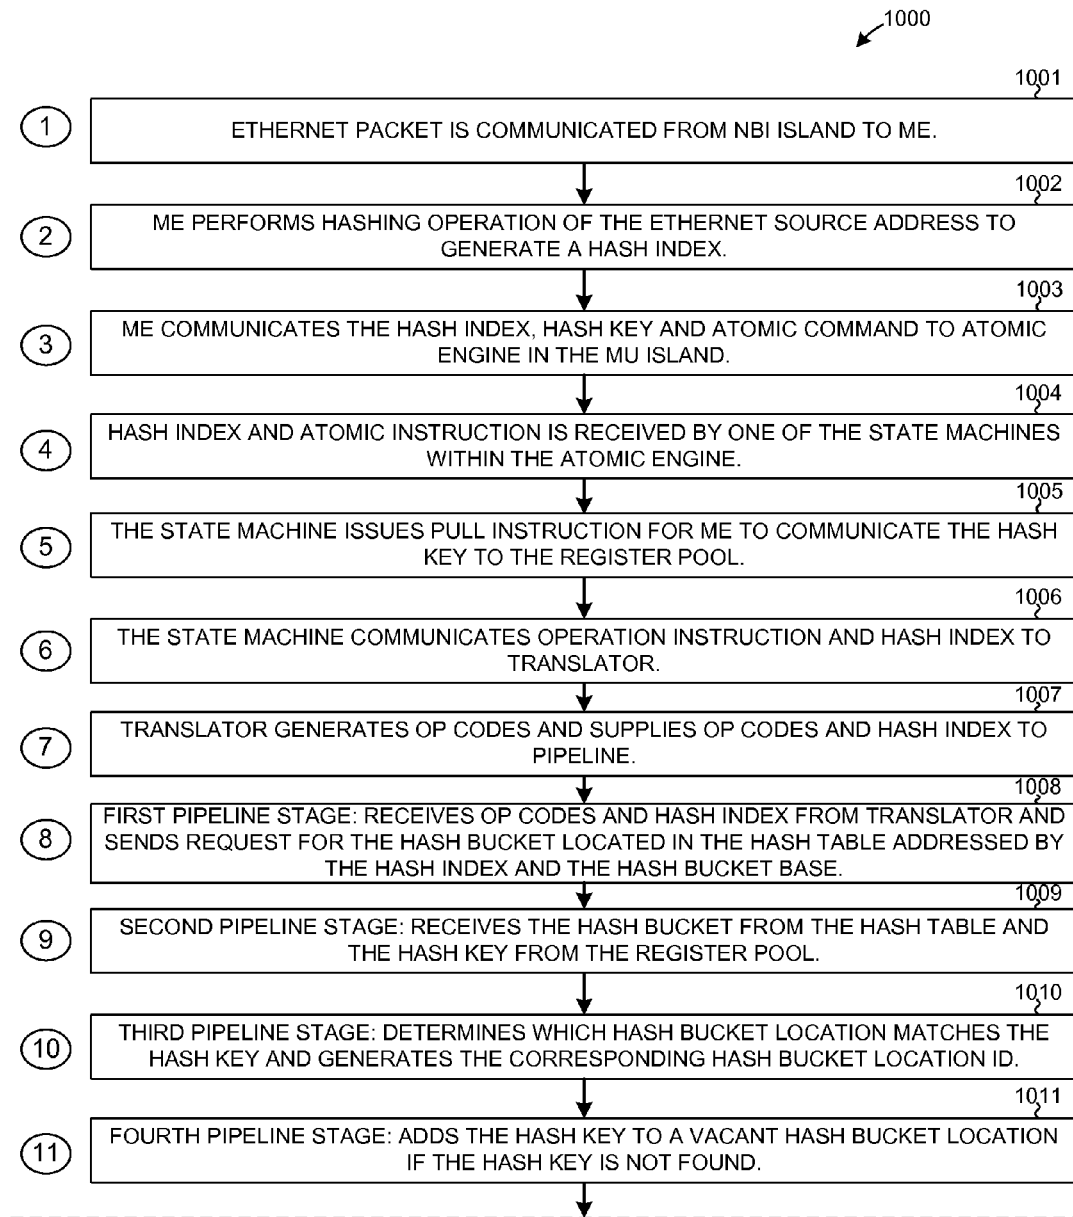 1000
1001
1
ETHERNET PACKET IS COMMUNICATED FROM NBI ISLAND TO ME.
1002
2
ME PERFORMS HASHING OPERATION OF THE ETHERNET SOURCE ADDRESS TO
GENERATE A HASH INDEX.
1003
3
ME COMMUNICATES THE HASH INDEX, HASH KEY AND ATOMIC COMMAND TO ATOMIC
ENGINE IN THE MU ISLAND.
1004
4
HASH INDEX AND ATOMIC INSTRUCTION IS RECEIVED BY ONE OF THE STATE MACHINES
WITHIN THE ATOMIC ENGINE.
1005
5
THE STATE MACHINE ISSUES PULL INSTRUCTION FOR ME TO COMMUNICATE THE HASH
KEY TO THE REGISTER POOL.
1006
6
THE STATE MACHINE COMMUNICATES OPERATION INSTRUCTION AND HASH INDEX TO
TRANSLATOR.
1007
7
TRANSLATOR GENERATES OP CODES AND SUPPLIES OP CODES AND HASH INDEX TO
PIPELINE.
1008
8
FIRST PIPELINE STAGE: RECEIVES OP CODES AND HASH INDEX FROM TRANSLATOR AND
SENDS REQUEST FOR THE HASH BUCKET LOCATED IN THE HASH TABLE ADDRESSED BY
THE HASH INDEX AND THE HASH BUCKET BASE.
1009
9
SECOND PIPELINE STAGE: RECEIVES THE HASH BUCKET FROM THE HASH TABLE AND
THE HASH KEY FROM THE REGISTER POOL.
1010
10
THIRD PIPELINE STAGE: DETERMINES WHICH HASH BUCKET LOCATION MATCHES THE
HASH KEY AND GENERATES THE CORRESPONDING HASH BUCKET LOCATION ID.
1011
11
FOURTH PIPELINE STAGE: ADDS THE HASH KEY TO A VACANT HASH BUCKET LOCATION
IF THE HASH KEY IS NOT FOUND.